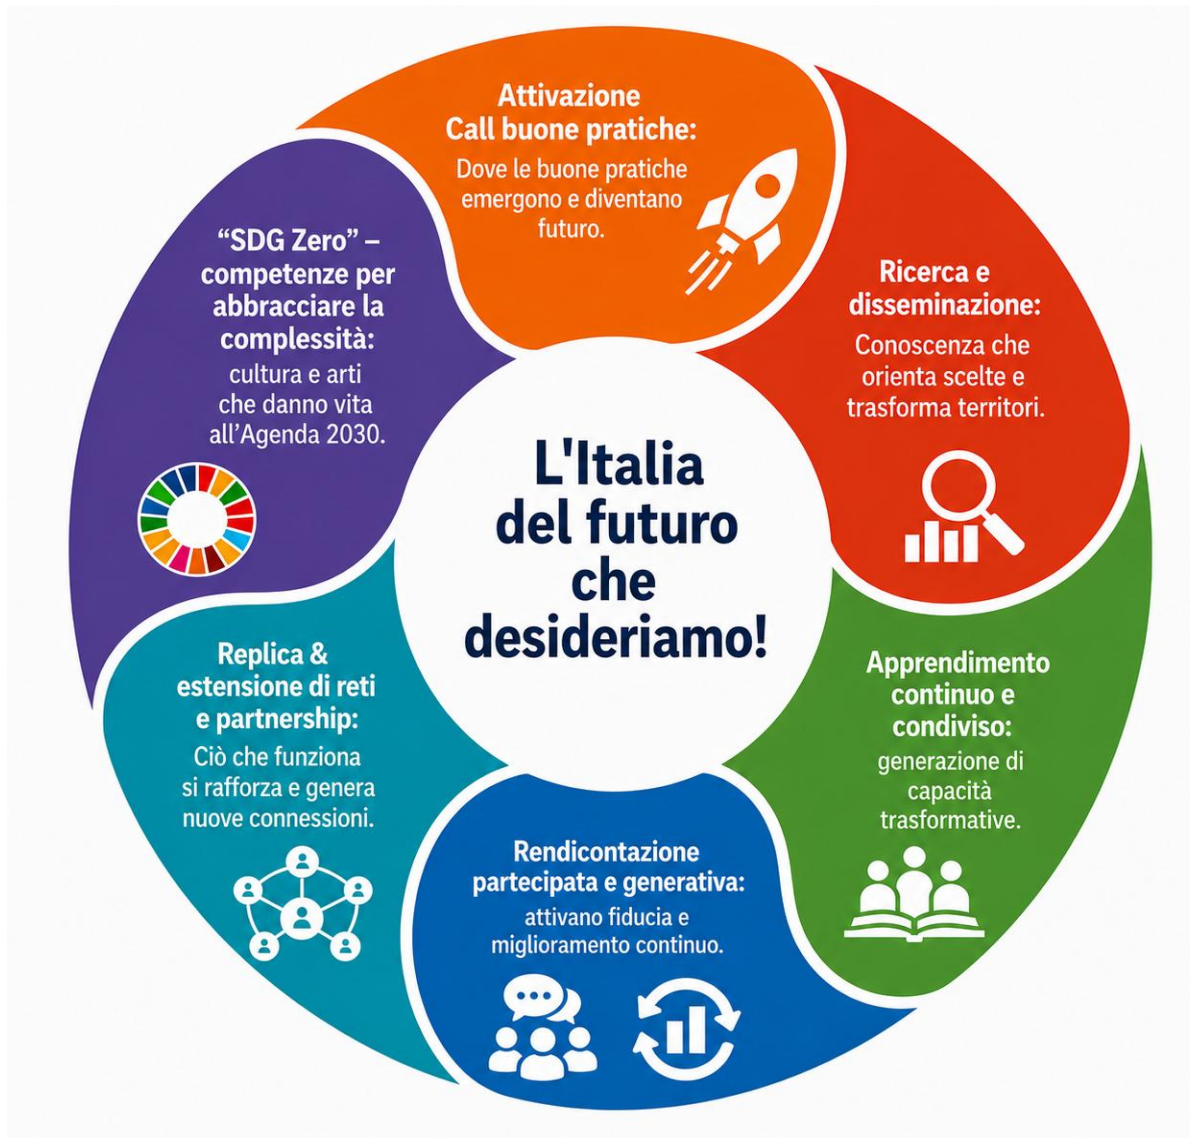 Attivazione
Call buone pratiche:
Dove le buone pratiche
emergono e diventano
futuro.
Ricerca e
disseminazione:
Conoscenza che
orienta scelte e
trasforma territori.
Apprendimento
continuo e
condiviso:
generazione di
capacità
trasformative.
Rendicontazione
partecipata e generativa:
attivano fiducia e
miglioramento continuo.
Replica &
estensione di reti
e partnership:
Ciò che funziona
si rafforza e genera
nuove connessioni.
“SDG Zero” –
competenze per
abbracciare la
complessità:
cultura e arti
che danno vita
all’Agenda 2030.
L'Italia
del futuro
che
desideriamo!